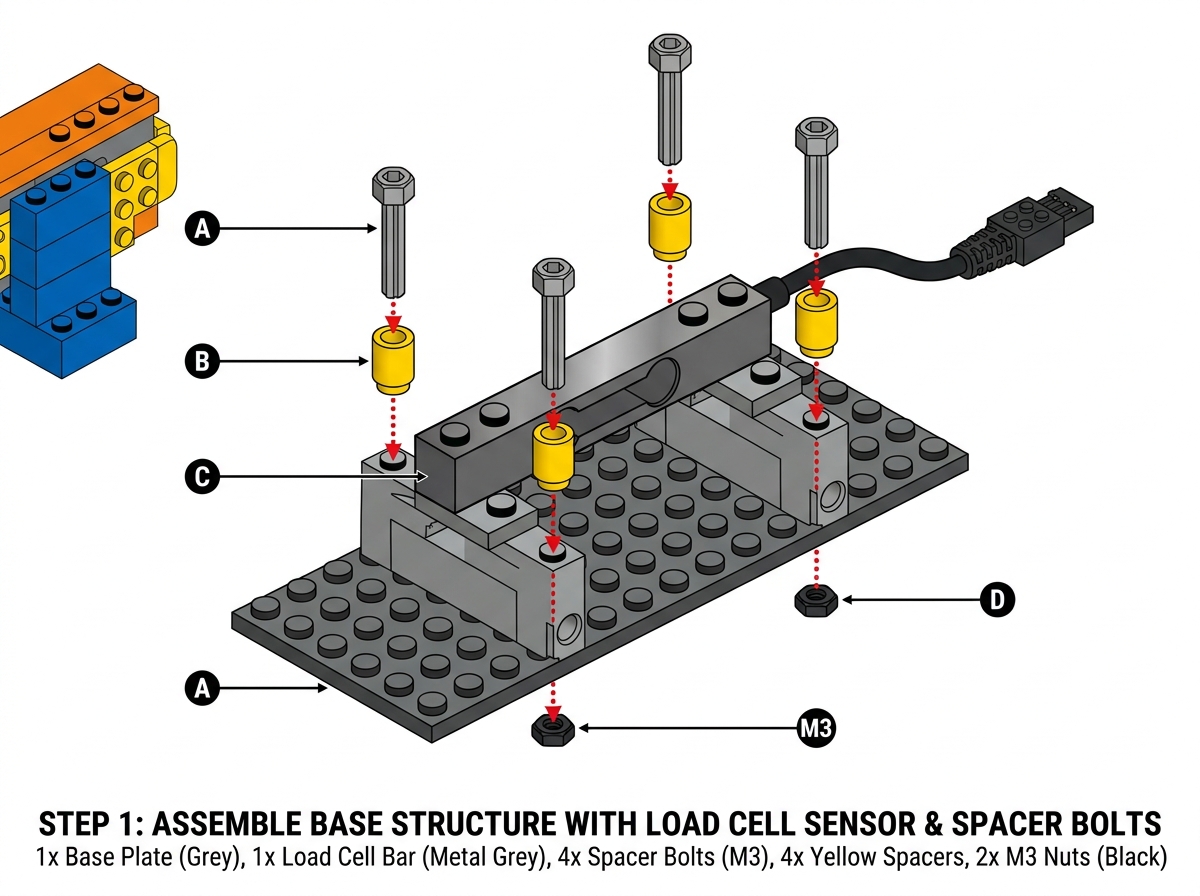 A
B
C
D
A
M3
STEP 1: ASSEMBLE BASE STRUCTURE WITH LOAD CELL SENSOR & SPACER BOLTS
1x Base Plate (Grey), 1x Load Cell Bar (Metal Grey), 4x Spacer Bolts (M3), 4x Yellow Spacers, 2x M3 Nuts (Black)